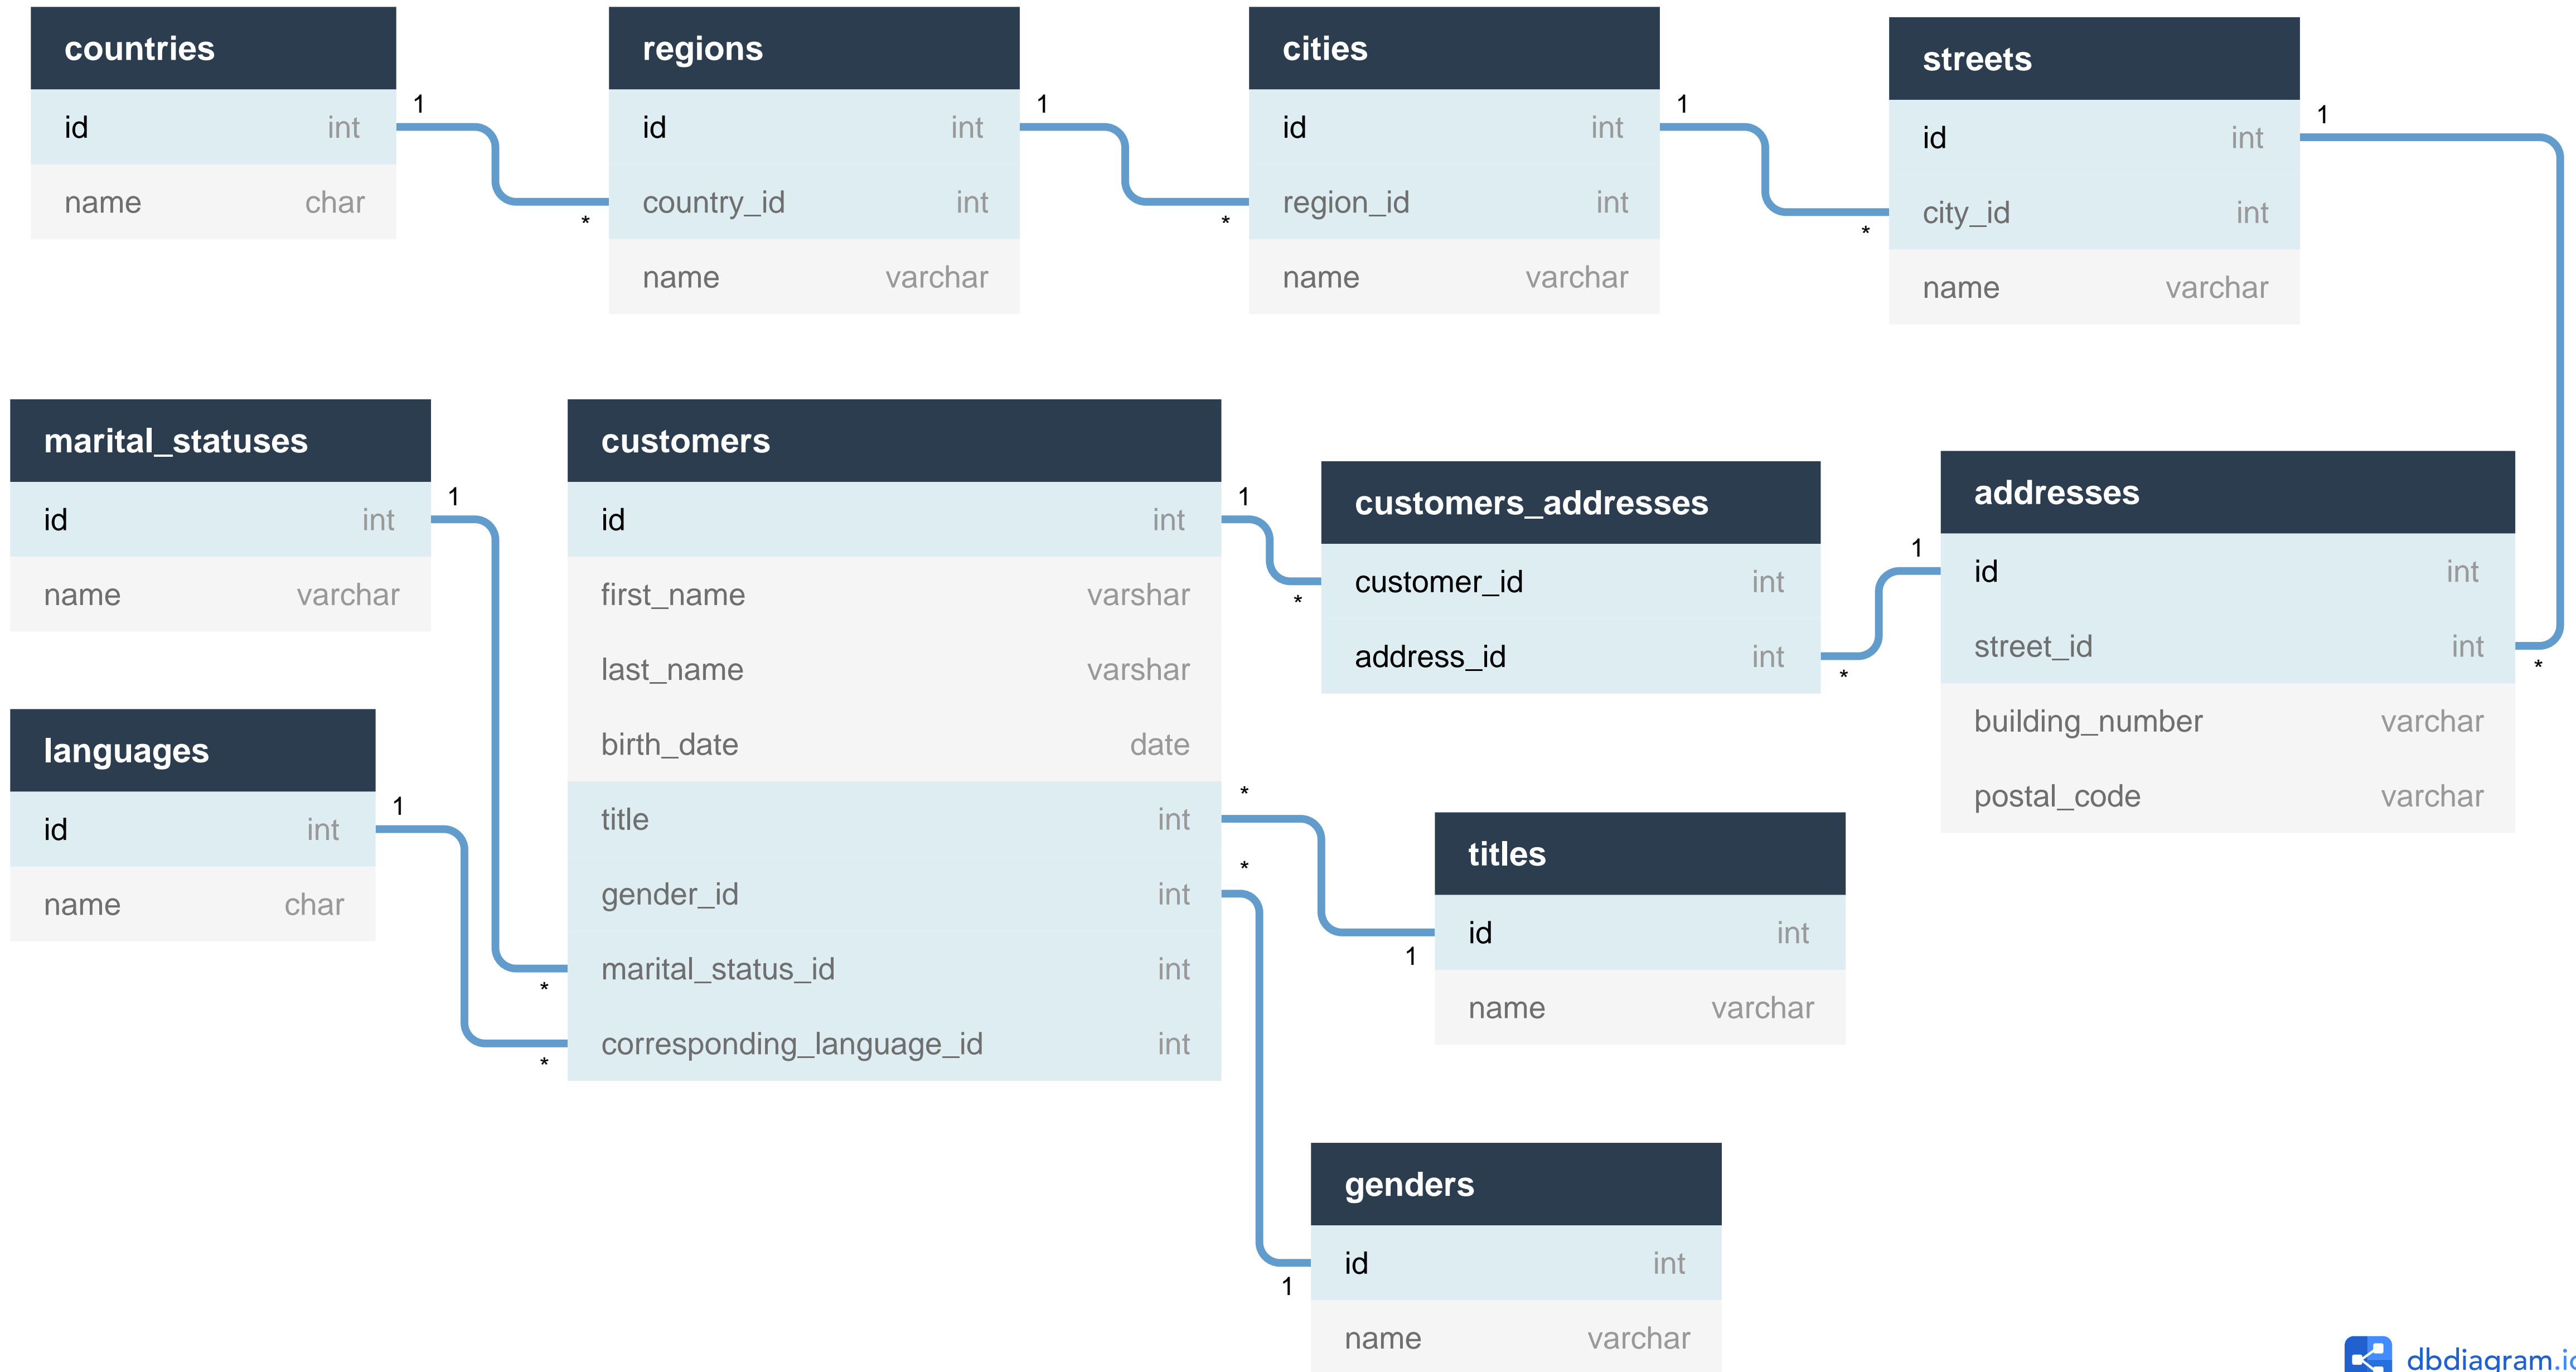 countries
id int
name char
1
*
regions
id int
country_id int
name varchar
1
*
cities
id int
region_id int
name varchar
1
*
streets
id int
city_id int
name varchar
1
*
marital_statuses
id int
name varchar
1
*
languages
id int
name char
1
*
customers
id int
first_name varshar
last_name varshar
birth_date date
title int
gender_id int
marital_status_id int
corresponding_language_id int
1
*
*
*
customers_addresses
customer_id int
address_id int
*
1
addresses
id int
street_id int
building_number varchar
postal_code varchar
titles
id int
name varchar
1
genders
id int
name varchar
1
dbdiagram.io